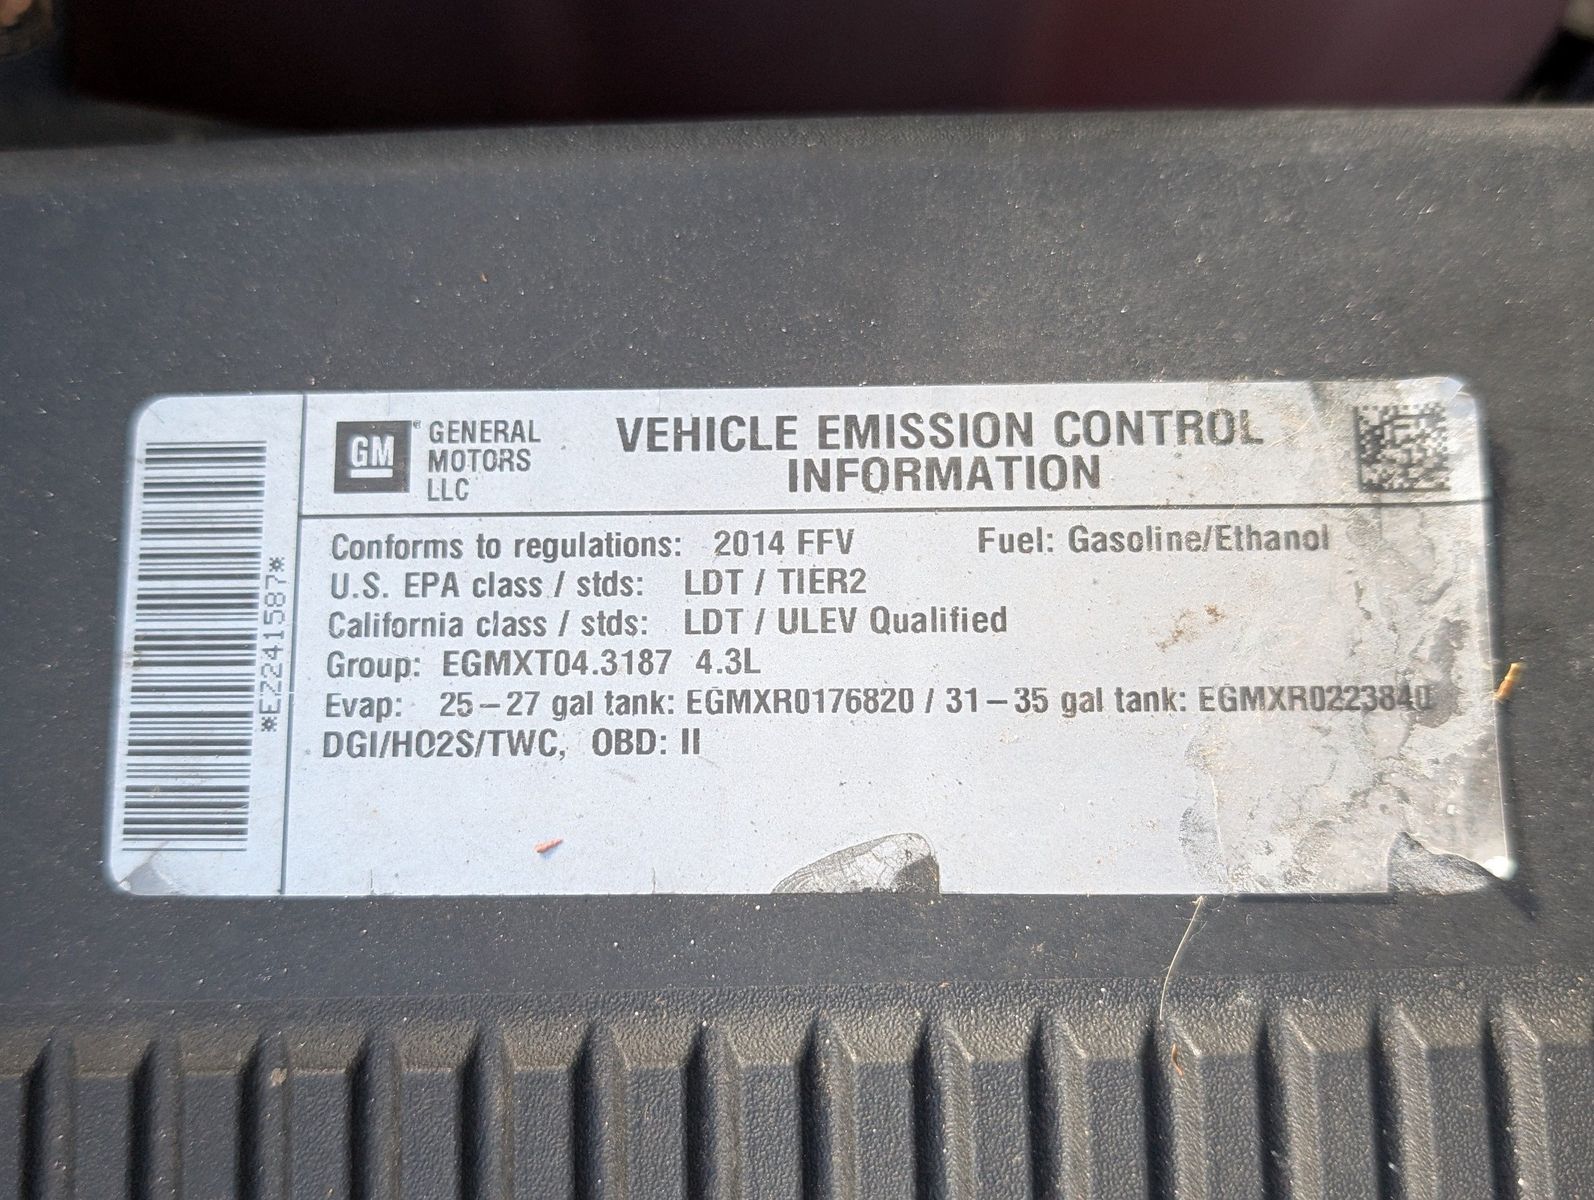 GM
GENERAL
MOTORS
LLC
VEHICLE EMISSION CONTROL
INFORMATION
Conforms to regulations: 2014 FFV Fuel: Gasoline/Ethanol
U.S. EPA class / stds: LDT / TIER2
California class / stds: LDT / ULEV Qualified
Group: EGMXT04.3187 4.3L
Evap: 25–27 gal tank: EGMXR0176820 / 31–35 gal tank: EGMXR0223840
DGI/HO2S/TWC, OBD: II
*EZ241587*